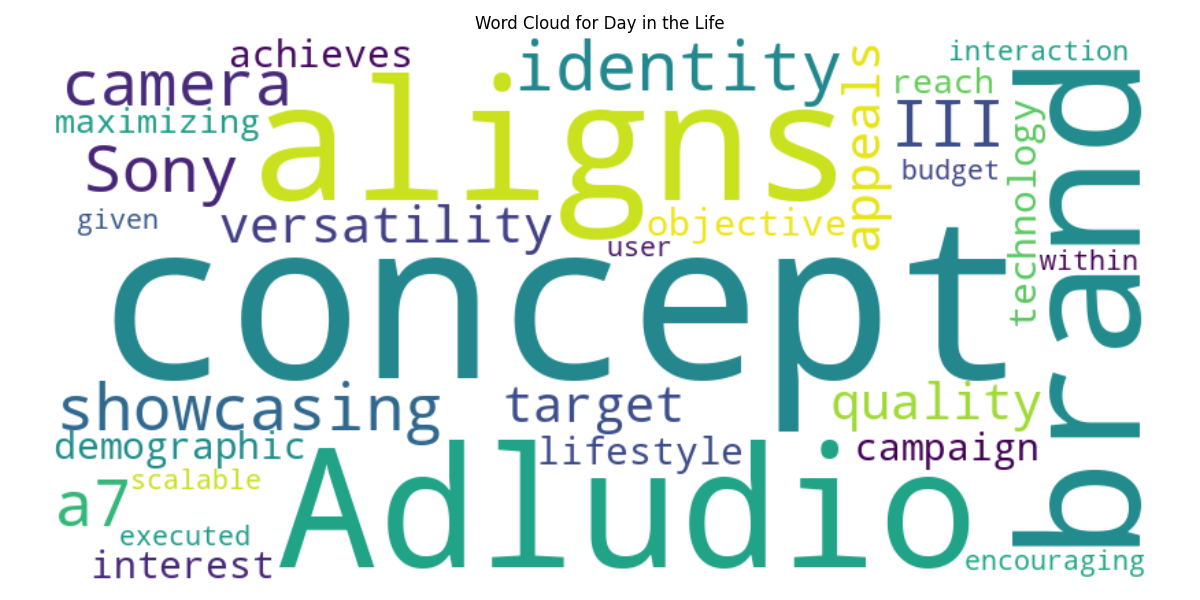 Word Cloud for Day in the Life
achieves
identity
interaction
camera
aligns
appeals
reach
brand
maximizing
III
technology
Sony
budget
given
versatility
objective
user
within
concept
showcasing
target
quality
demographic
lifestyle
campaign
Adludio
a7
scalable
executed
interest
encouraging